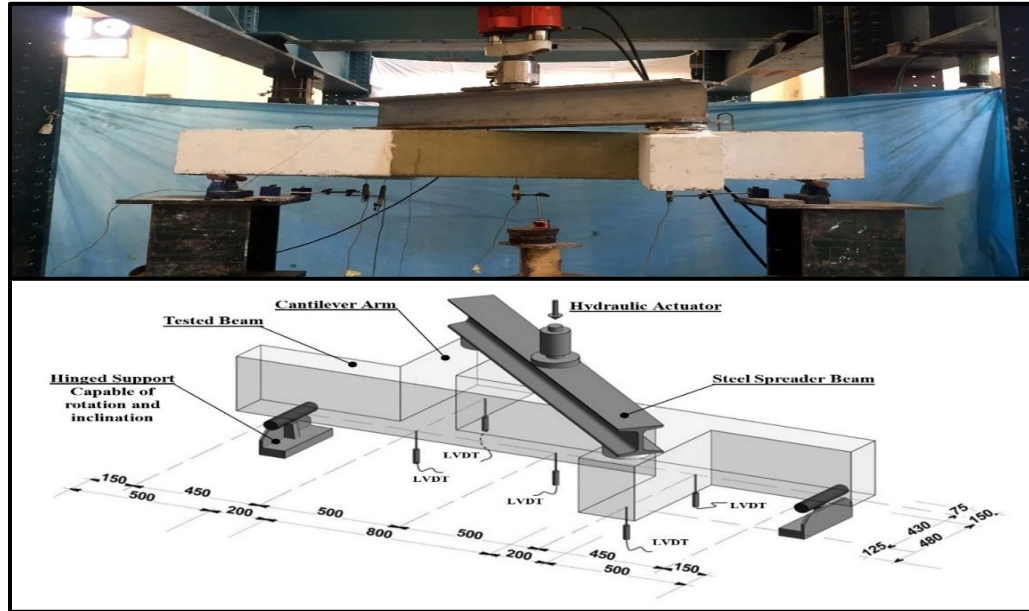 Cantilever Arm
Hydraulic Actuator
Tested Beam
Hinged Support
Capable of
rotation and
inclination
Steel Spreader Beam
LVDT
LVDT
LVDT
LVDT
LVDT
150
450
500
500
450
150
500
200
800
200
500
75
430
150
125
480